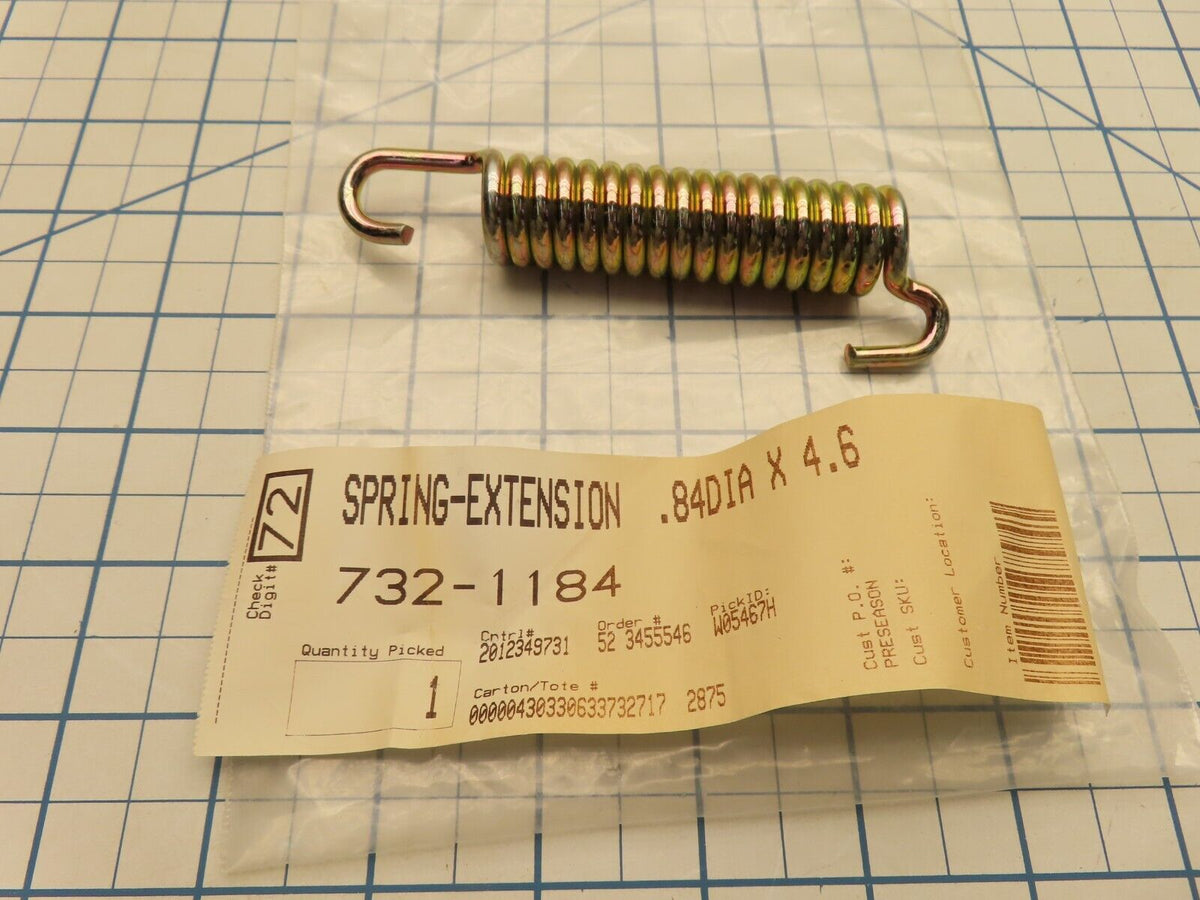 72
Check
Digit#
SPRING-EXTENSION .84DIA X 4.6
732-1184
Quantity Picked
1
Cntrl#
2012349731
Order #
52 3455546
PickID:
W05467H
Carton/Tote #
00000430330633732717 2875
Cust P.O. #:
PRESEASON
Cust SKU:
Customer Location:
Item Number